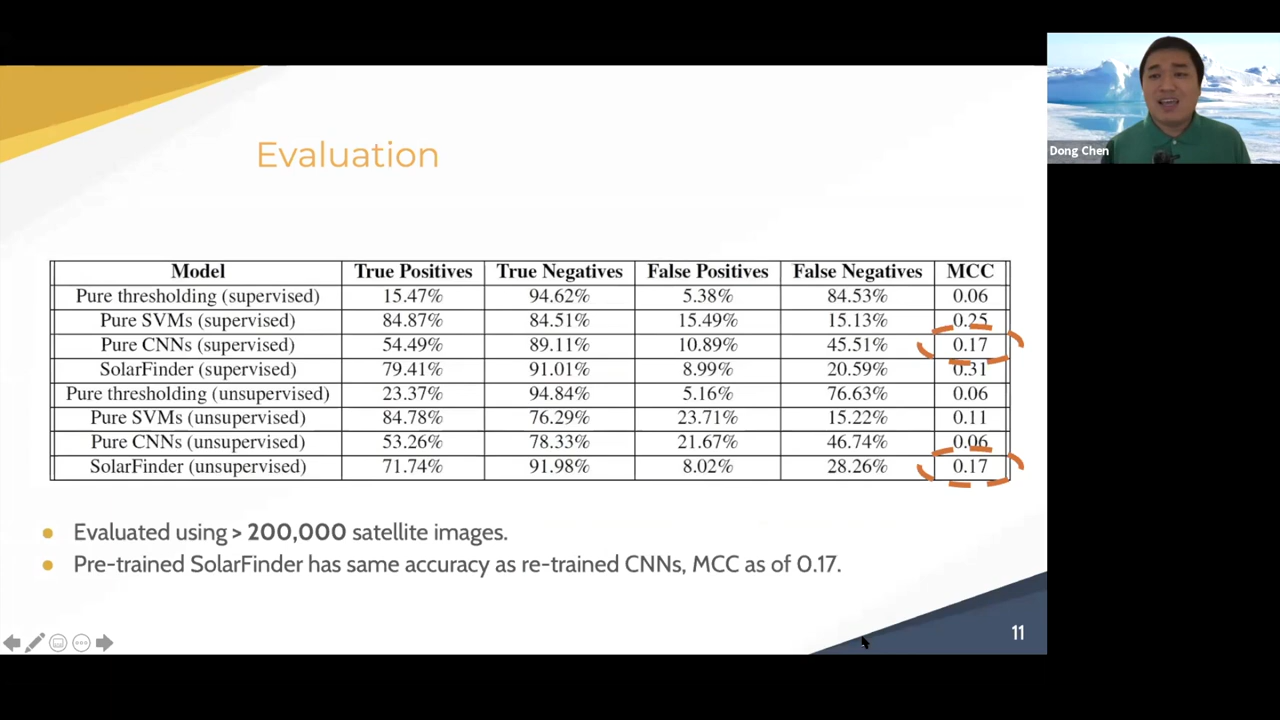 Dong Chen
Evaluation
Model True Positives True Negatives False Positives False Negatives MCC
Pure thresholding (supervised) 15.47% 94.62% 5.38% 84.53% 0.06
Pure SVMs (supervised) 84.87% 84.51% 15.49% 15.13% 0.25
Pure CNNs (supervised) 54.49% 89.11% 10.89% 45.51% 0.17
SolarFinder (supervised) 79.41% 91.01% 8.99% 20.59% 0.31
Pure thresholding (unsupervised) 23.37% 94.84% 5.16% 76.63% 0.06
Pure SVMs (unsupervised) 84.78% 76.29% 23.71% 15.22% 0.11
Pure CNNs (unsupervised) 53.26% 78.33% 21.67% 46.74% 0.06
SolarFinder (unsupervised) 71.74% 91.98% 8.02% 28.26% 0.17
• Evaluated using > 200,000 satellite images.
• Pre-trained SolarFinder has same accuracy as re-trained CNNs, MCC as of 0.17.
11